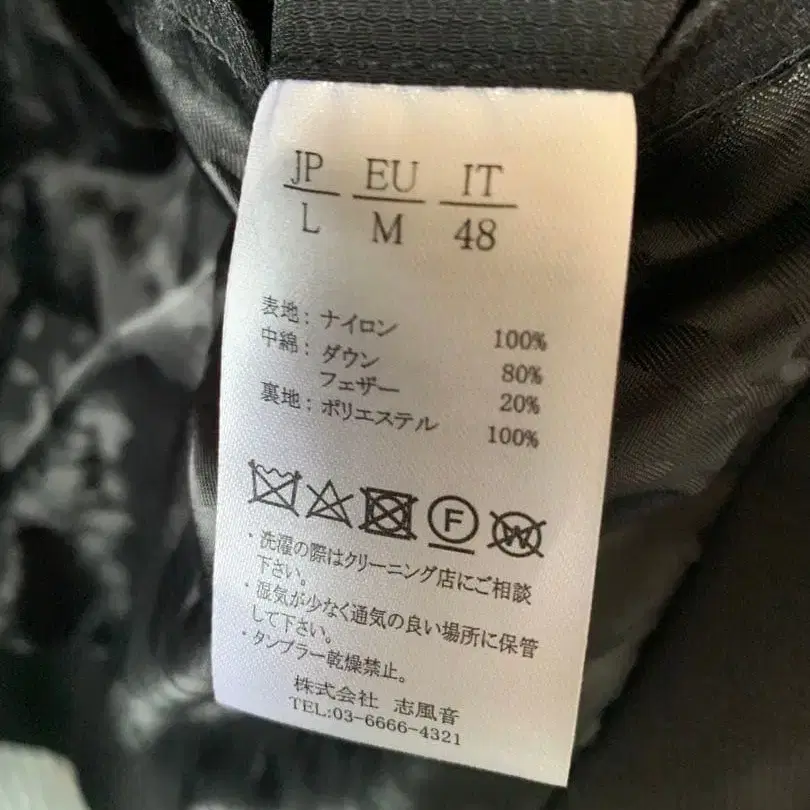 JP EU IT
L M 48
表地：ナイロン 100%
中綿：ダウン 80%
フェザー 20%
裏地：ポリエステル 100%
F W
・洗濯の際はクリーニング店にご相談
下さい。
・湿気が少なく通気の良い場所に保管
して下さい。
・タンブラー乾燥禁止。
株式会社 志風音
TEL:03-6666-4321